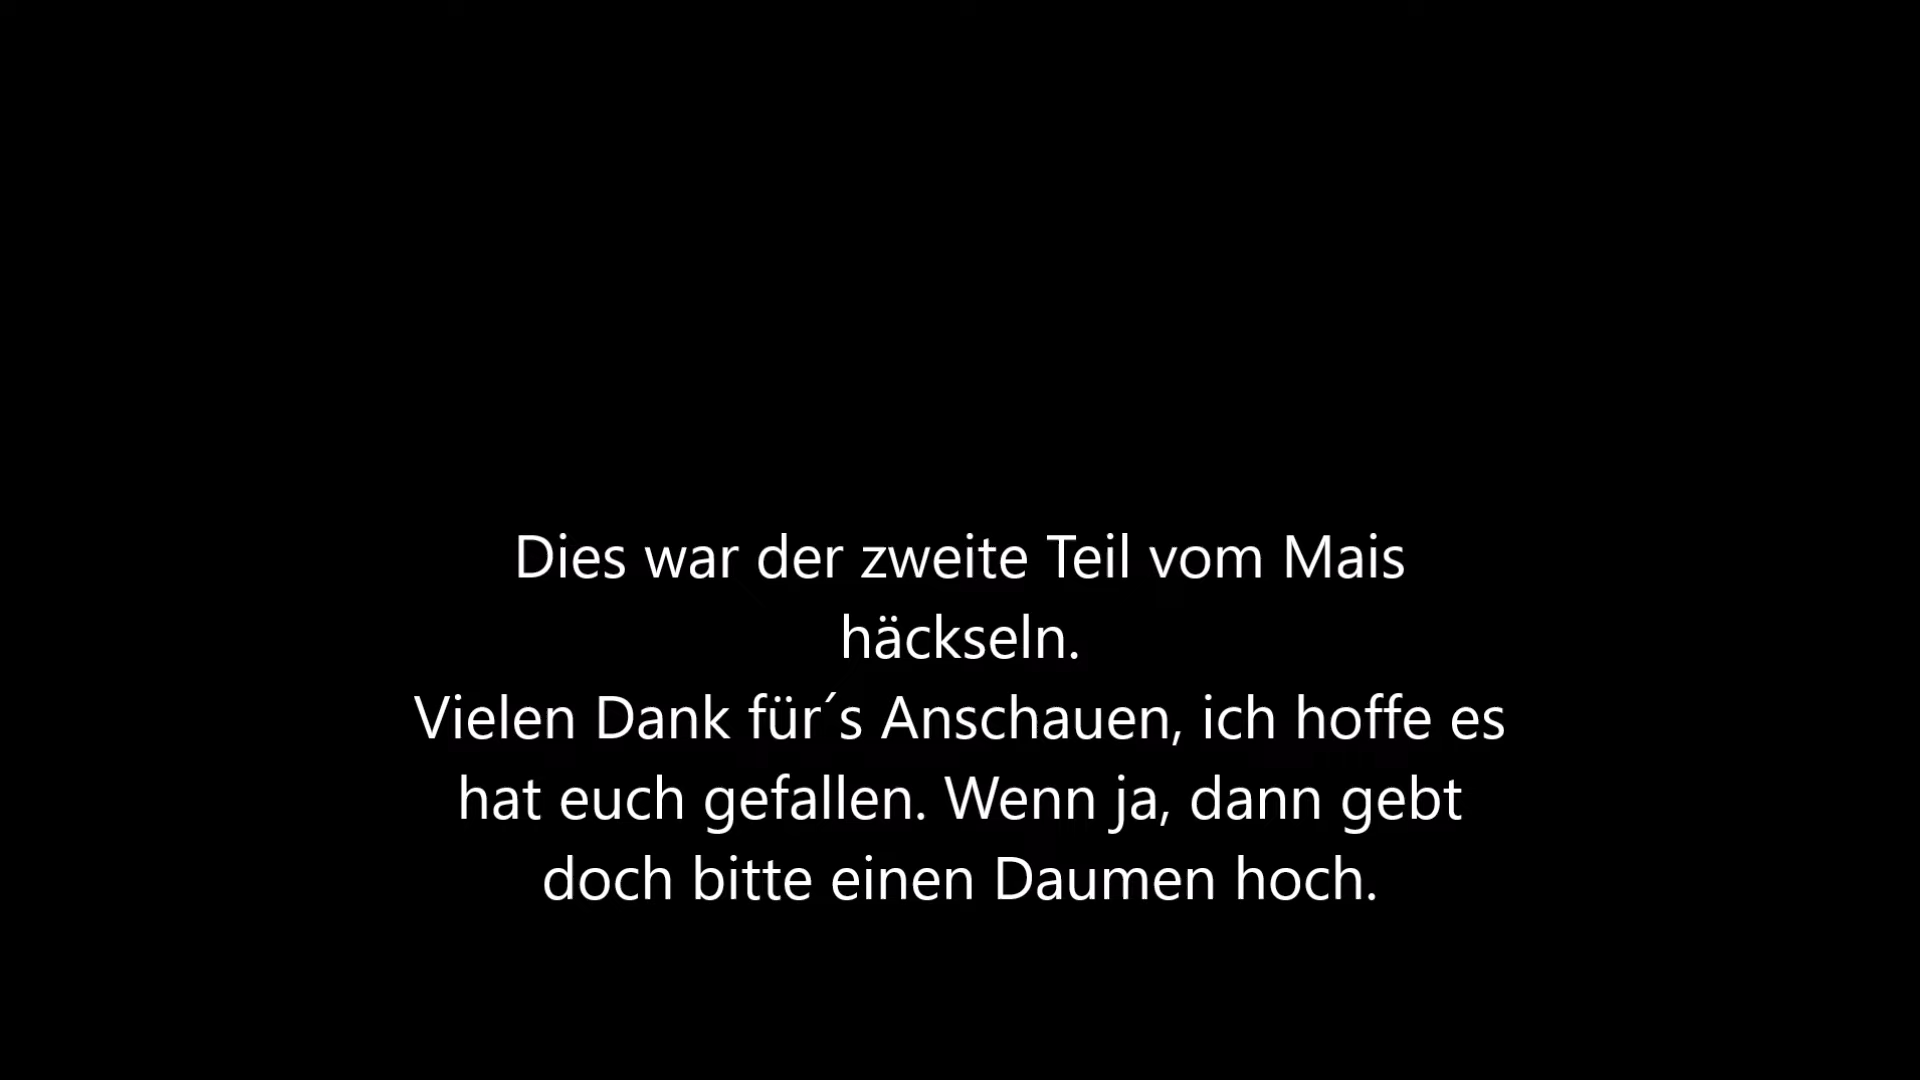 Dies war der zweite Teil vom Mais
häckseln.
Vielen Dank für´s Anschauen, ich hoffe es
hat euch gefallen. Wenn ja, dann gebt
doch bitte einen Daumen hoch.